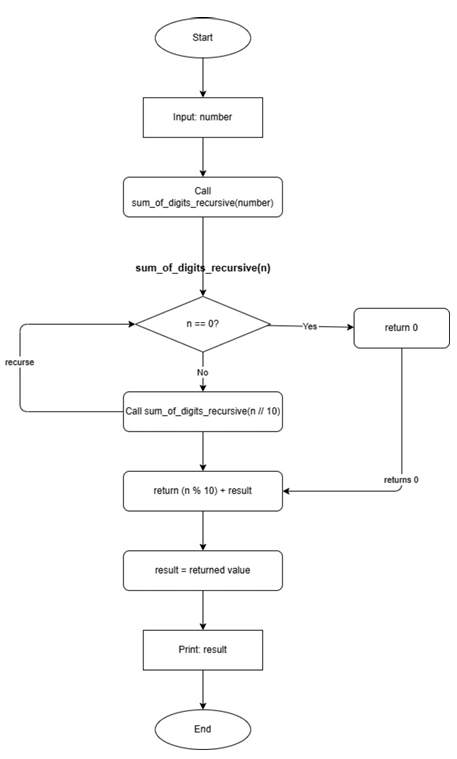 Start
Input: number
Call
sum_of_digits_recursive(number)
sum_of_digits_recursive(n)
n == 0?
Yes
return 0
recurse
No
Call sum_of_digits_recursive(n // 10)
returns 0
return (n % 10) + result
result = returned value
Print: result
End